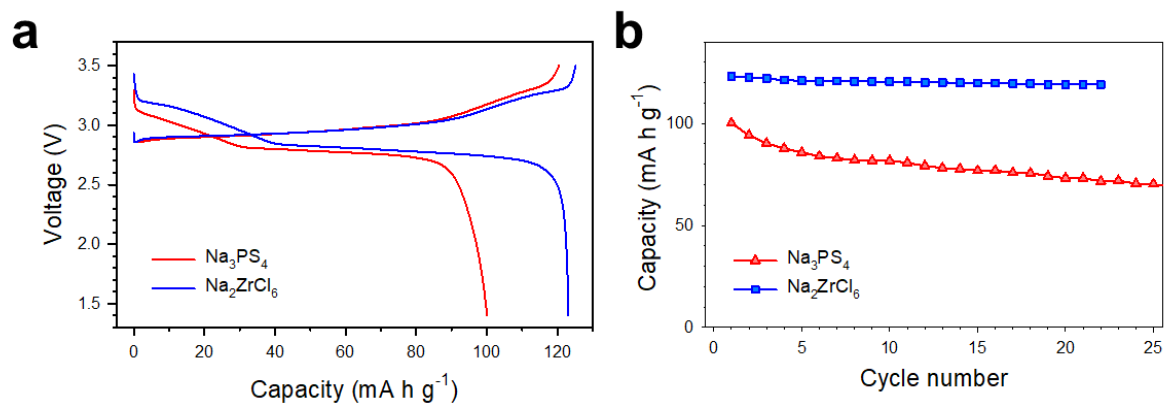 a
3.5
3.0
2.5
2.0
1.5
Voltage (V)
Na₃PS₄
Na₂ZrCl₆
0 20 40 60 80 100 120
Capacity (mA h g⁻¹)
b
100
50
0
Capacity (mA h g⁻¹)
Na₃PS₄
Na₂ZrCl₆
0 5 10 15 20 25
Cycle number